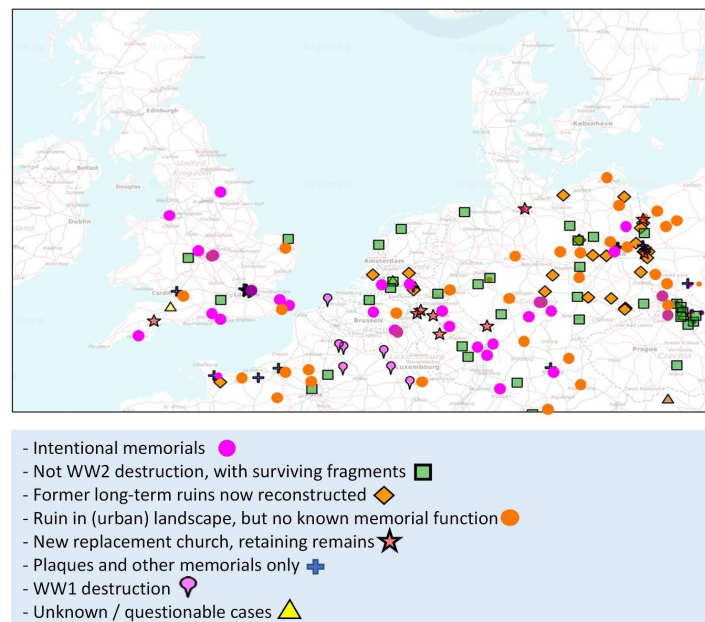 Edinburgh
Belfast
United
Kingdom
Douglas
Dublin
Denmark
København
Amsterdam
Brussels
Luxembourg
Prague
- Intentional memorials
- Not WW2 destruction, with surviving fragments
- Former long-term ruins now reconstructed
- Ruin in (urban) landscape, but no known memorial function
- New replacement church, retaining remains
- Plaques and other memorials only
- WW1 destruction
- Unknown / questionable cases